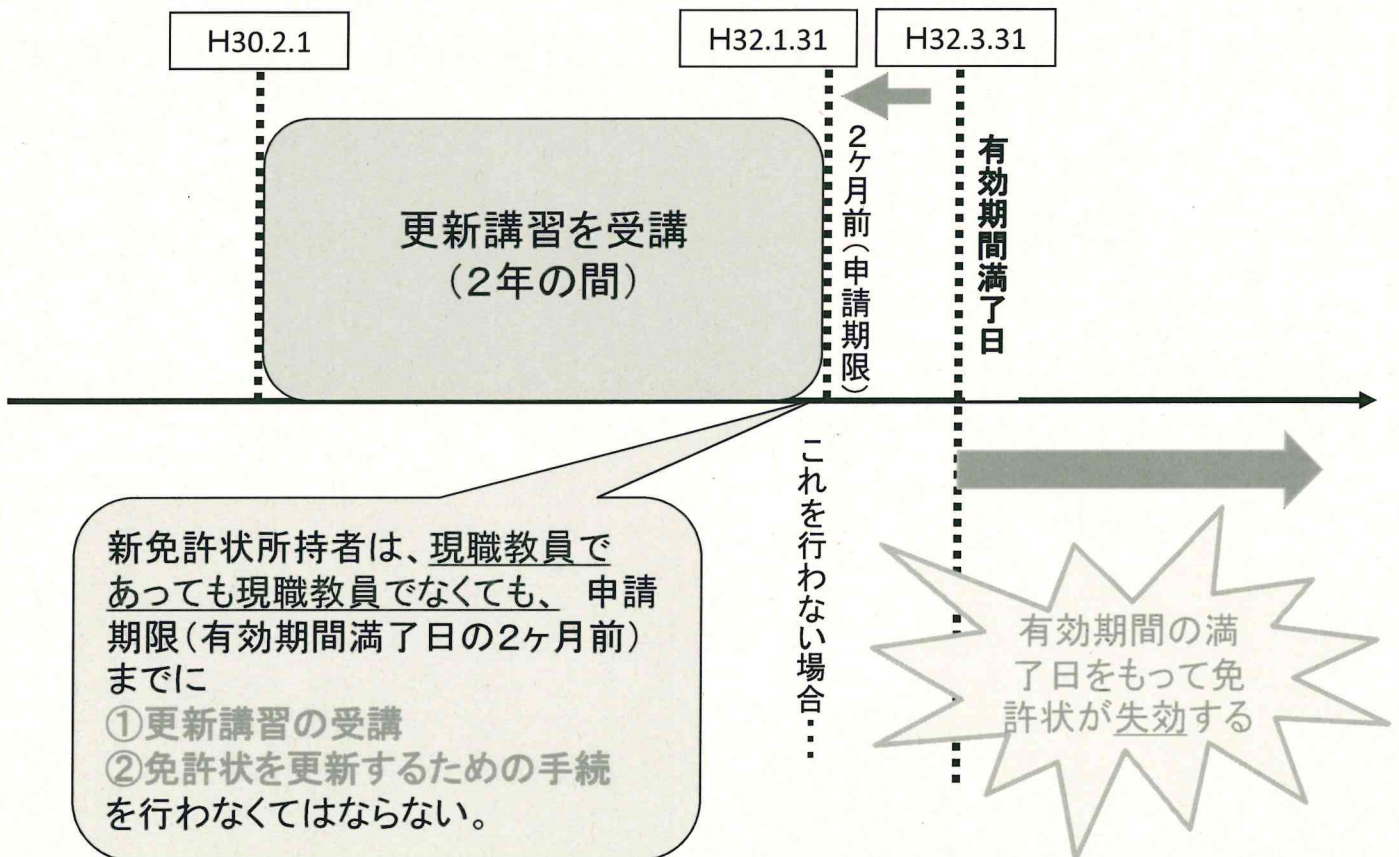 H30.2.1
H32.1.31
H32.3.31
更新講習を受講
（2年の間）
2ヶ月前（申請期限）
有効期間満了日
新免許状所持者は、現職教員で
あっても現職教員でなくても、 申請
期限（有効期間満了日の2ヶ月前）
までに
①更新講習の受講
②免許状を更新するための手続
を行わなくてはならない。
これを行わない場合・・・
有効期間の満
了日をもって免
許状が失効する